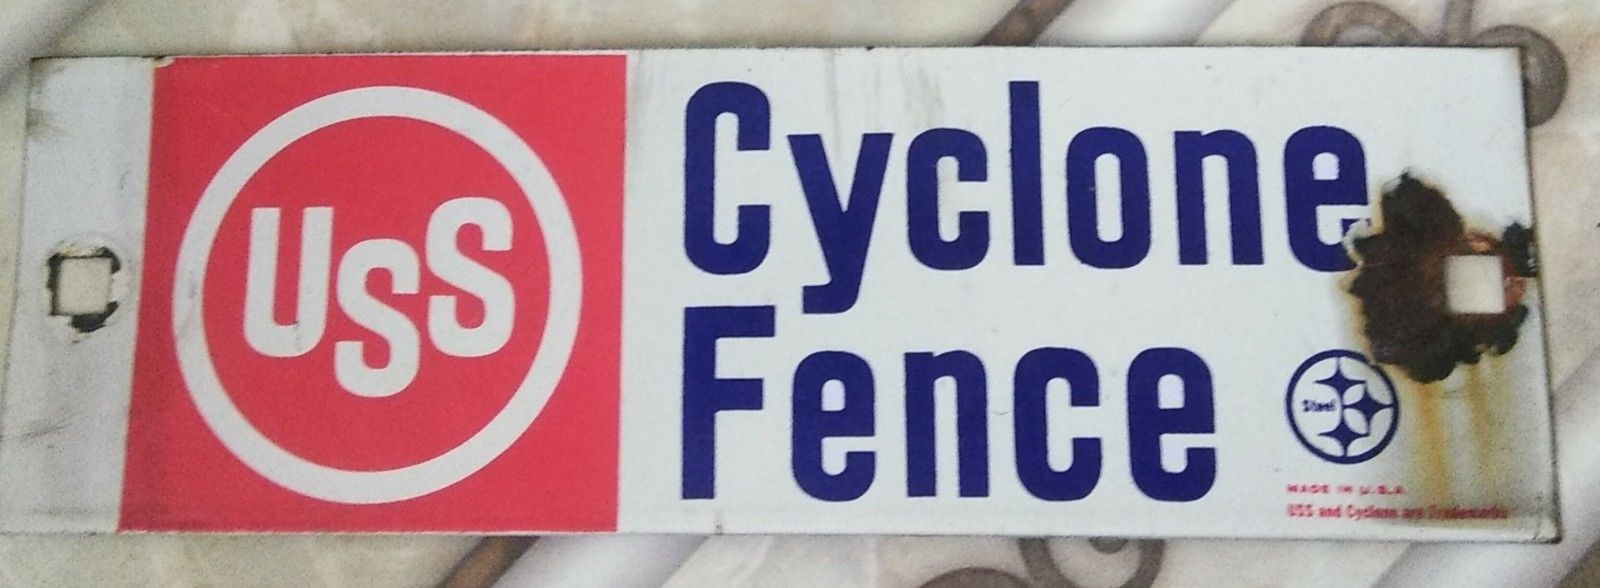 USS
Cyclone
Fence
Steel
MADE IN U.S.A.
USS and Cyclone are Trademarks